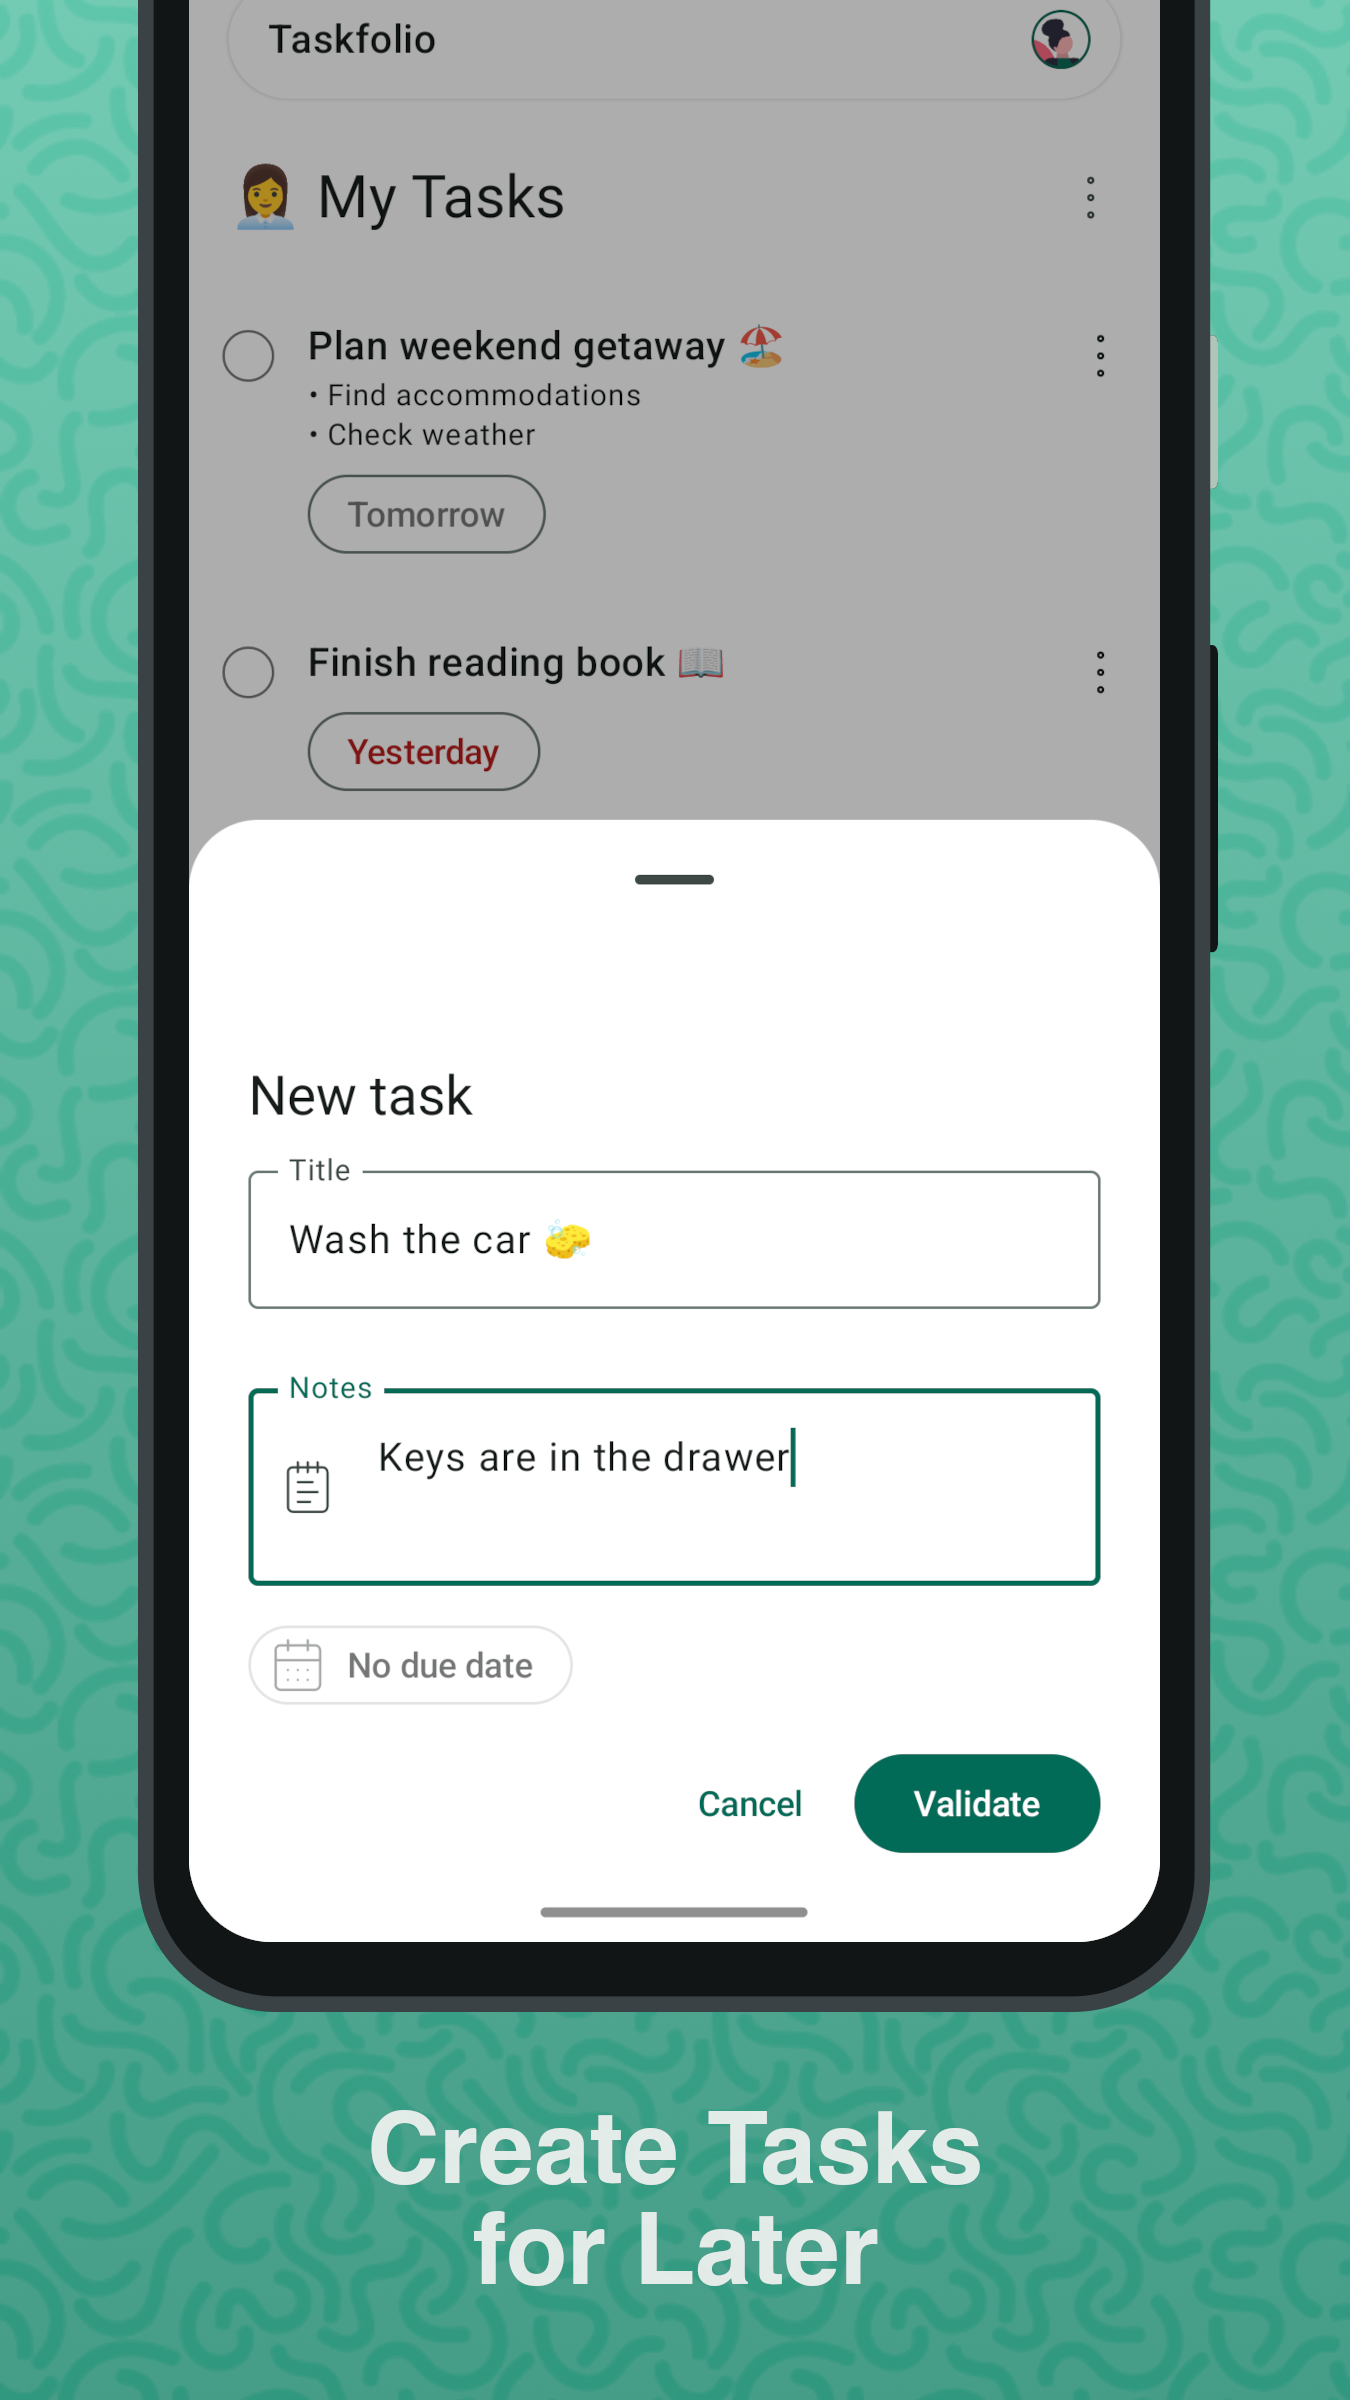 Taskfolio
👩‍💼 My Tasks
Plan weekend getaway 🏖️
• Find accommodations
• Check weather
Tomorrow
Finish reading book 📖
Yesterday
New task
Title
Wash the car 🧽
Notes
Keys are in the drawer
No due date
Cancel
Validate
Create Tasks
for Later